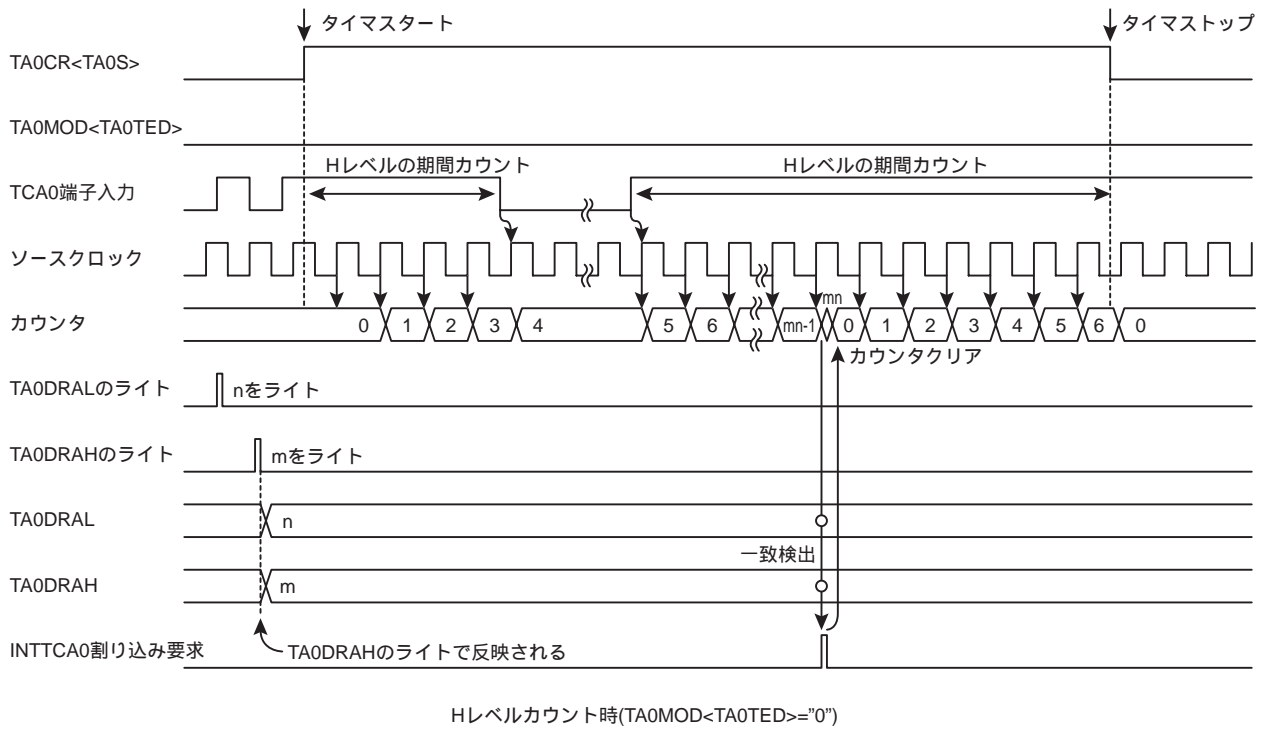 タイマスタート
タイマストップ
TA0CR<TA0S>
TA0MOD<TA0TED>
Hレベルの期間カウント
Hレベルの期間カウント
TCA0端子入力
ソースクロック
mn
カウンタ
0 1 2 3 4 5 6 mn-1 0 1 2 3 4 5 6 0
カウンタクリア
TA0DRALのライト
nをライト
TA0DRAHのライト
mをライト
TA0DRAL
n
一致検出
TA0DRAH
m
INTTCA0割り込み要求
TA0DRAHのライトで反映される
Hレベルカウント時(TA0MOD<TA0TED>=”0”)